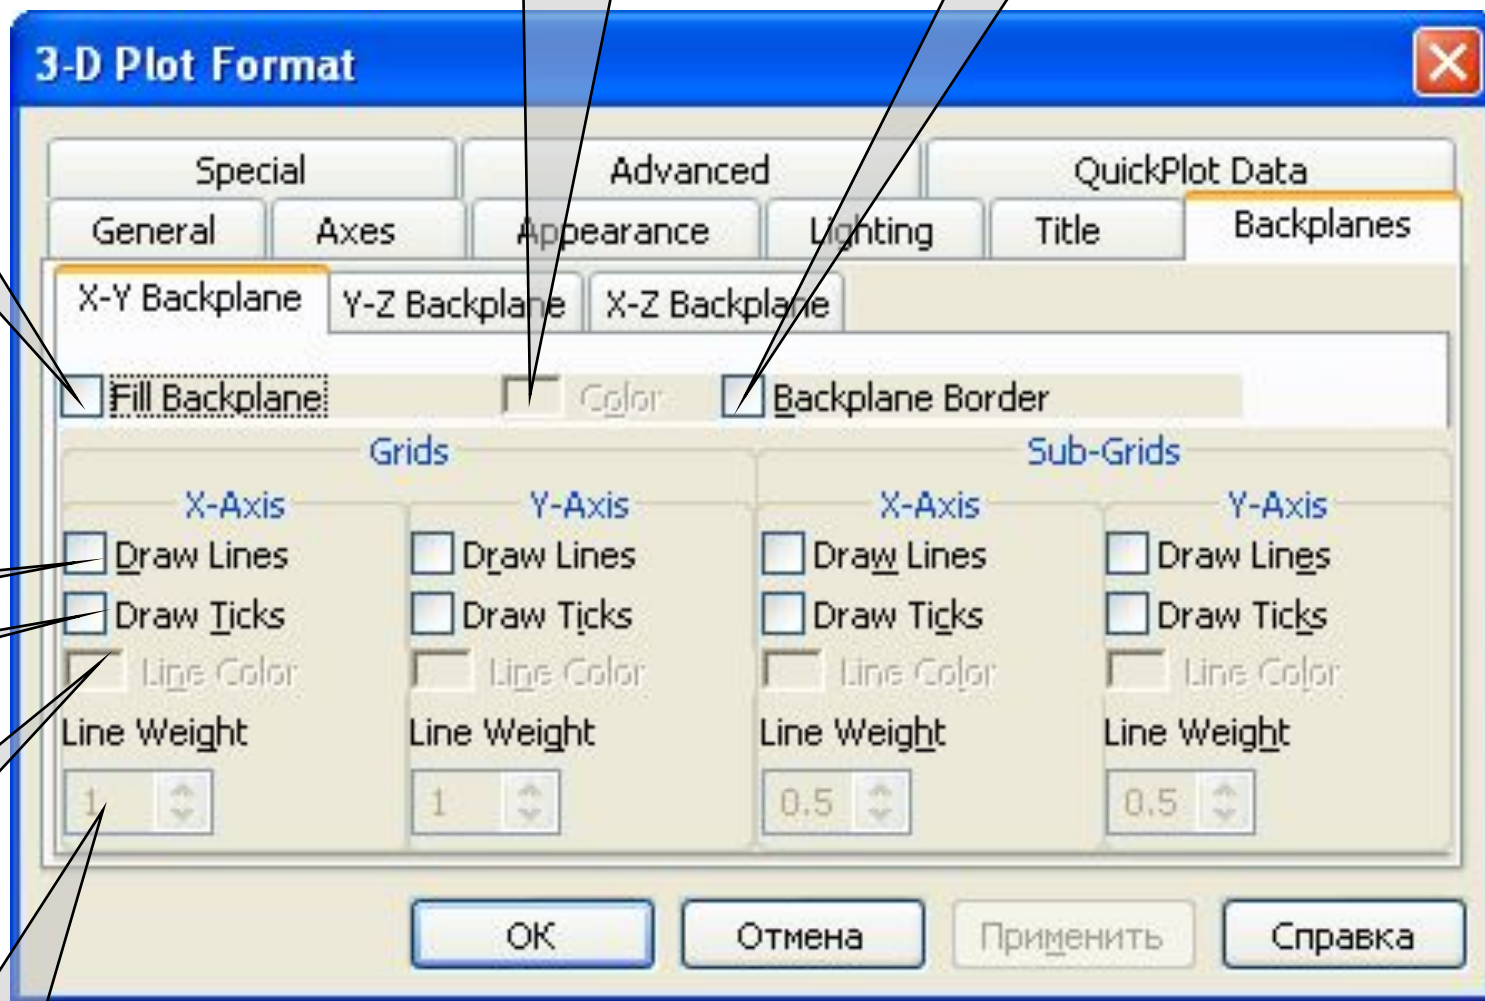 3-D Plot Format
Special Advanced QuickPlot Data
General Axes Appearance Lighting Title Backplanes
X-Y Backplane Y-Z Backplane X-Z Backplane
Fill Backplane Color Backplane Border
Grids Sub-Grids
X-Axis Y-Axis X-Axis Y-Axis
Draw Lines Draw Lines Draw Lines Draw Lines
Draw Ticks Draw Ticks Draw Ticks Draw Ticks
Line Color Line Color Line Color Line Color
Line Weight Line Weight Line Weight Line Weight
1 1 0.5 0.5
ОК Отмена Применить Справка